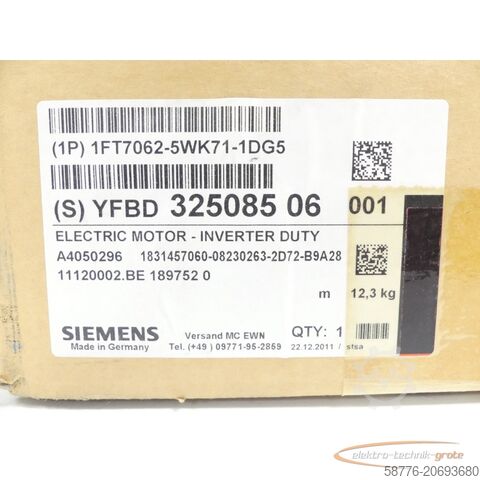 (1P) 1FT7062-5WK71-1DG5
(S) YFBD 325085 06 001
ELECTRIC MOTOR - INVERTER DUTY
A4050296 1831457060-08230263-2D72-B9A28
11120002.BE 189752 0
m 12,3 kg
SIEMENS Versand MC EWN QTY: 1
Made in Germany Tel. (+49 ) 09771-95-2869 22.12.2011 / stsa
elektro-technik-grote
58776-20693680